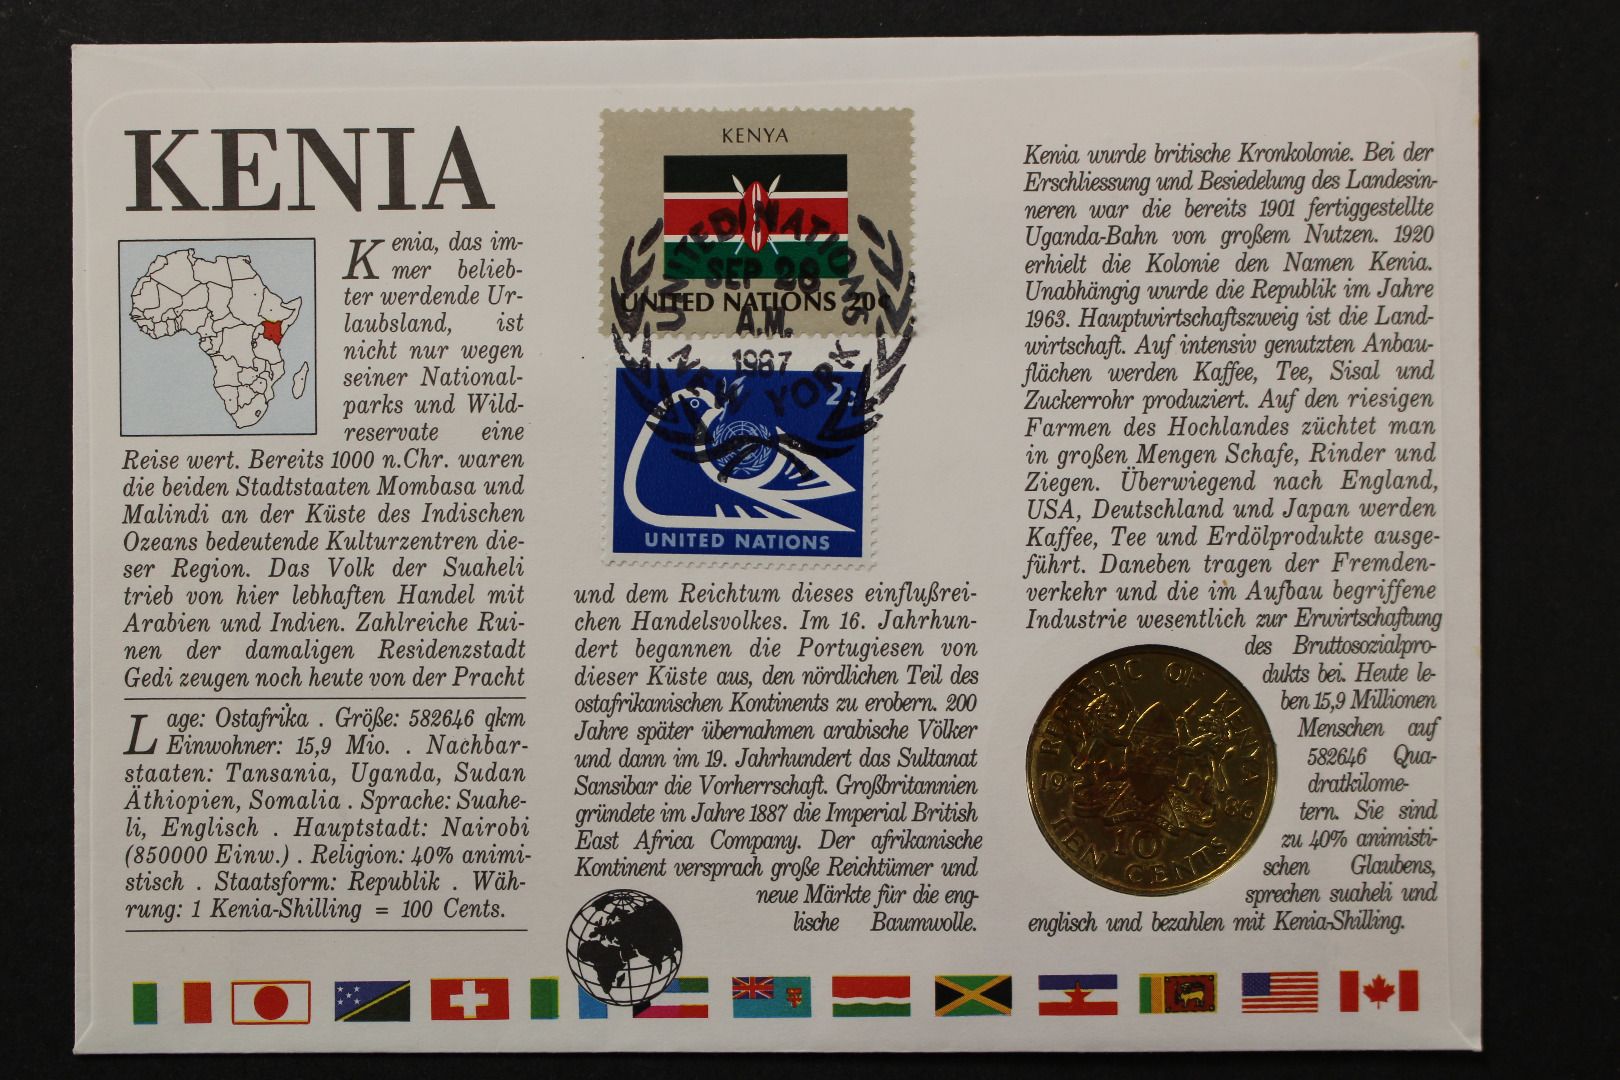 KENIA
Kenia, das im-
mer belieb-
ter werdende Ur-
laubsland, ist
nicht nur wegen
seiner National-
parks und Wild-
reservate eine
Reise wert. Bereits 1000 n.Chr. waren
die beiden Stadtstaaten Mombasa und
Malindi an der Küste des Indischen
Ozeans bedeutende Kulturzentren die-
ser Region. Das Volk der Suaheli
trieb von hier lebhaften Handel mit
Arabien und Indien. Zahlreiche Rui-
nen der damaligen Residenzstadt
Gedi zeugen noch heute von der Pracht
Lage: Ostafrika . Größe: 582646 qkm
Einwohner: 15,9 Mio. . Nachbar-
staaten: Tansania, Uganda, Sudan
Äthiopien, Somalia . Sprache: Suahe-
li, Englisch . Hauptstadt: Nairobi
(850000 Einw.) . Religion: 40% animi-
stisch . Staatsform: Republik . Wäh-
rung: 1 Kenia-Shilling = 100 Cents.
KENYA
UNITED NATIONS 20c
UNITED NATIONS
SEP 28
A.M.
1987
NEW YORK
UNITED NATIONS
und dem Reichtum dieses einflußrei-
chen Handelsvolkes. Im 16. Jahrhun-
dert begannen die Portugiesen von
dieser Küste aus, den nördlichen Teil des
ostafrikanischen Kontinents zu erobern. 200
Jahre später übernahmen arabische Völker
und dann im 19. Jahrhundert das Sultanat
Sansibar die Vorherrschaft. Großbritannien
gründete im Jahre 1887 die Imperial British
East Africa Company. Der afrikanische
Kontinent versprach große Reichtümer und
neue Märkte für die eng-
lische Baumwolle.
Kenia wurde britische Kronkolonie. Bei der
Erschliessung und Besiedelung des Landesin-
neren war die bereits 1901 fertiggestellte
Uganda-Bahn von großem Nutzen. 1920
erhielt die Kolonie den Namen Kenia.
Unabhängig wurde die Republik im Jahre
1963. Hauptwirtschaftszweig ist die Land-
wirtschaft. Auf intensiv genutzten Anbau-
flächen werden Kaffee, Tee, Sisal und
Zuckerrohr produziert. Auf den riesigen
Farmen des Hochlandes züchtet man
in großen Mengen Schafe, Rinder und
Ziegen. Überwiegend nach England,
USA, Deutschland und Japan werden
Kaffee, Tee und Erdölprodukte ausge-
führt. Daneben tragen der Fremden-
verkehr und die im Aufbau begriffene
Industrie wesentlich zur Erwirtschaftung
des Bruttosozialpro-
dukts bei. Heute le-
ben 15,9 Millionen
Menschen auf
582646 Qua-
dratkilome-
tern. Sie sind
zu 40% animisti-
schen Glaubens,
sprechen suaheli und
englisch und bezahlen mit Kenia-Shilling.
REPUBLIC OF KENYA
1986
10
TEN CENTS